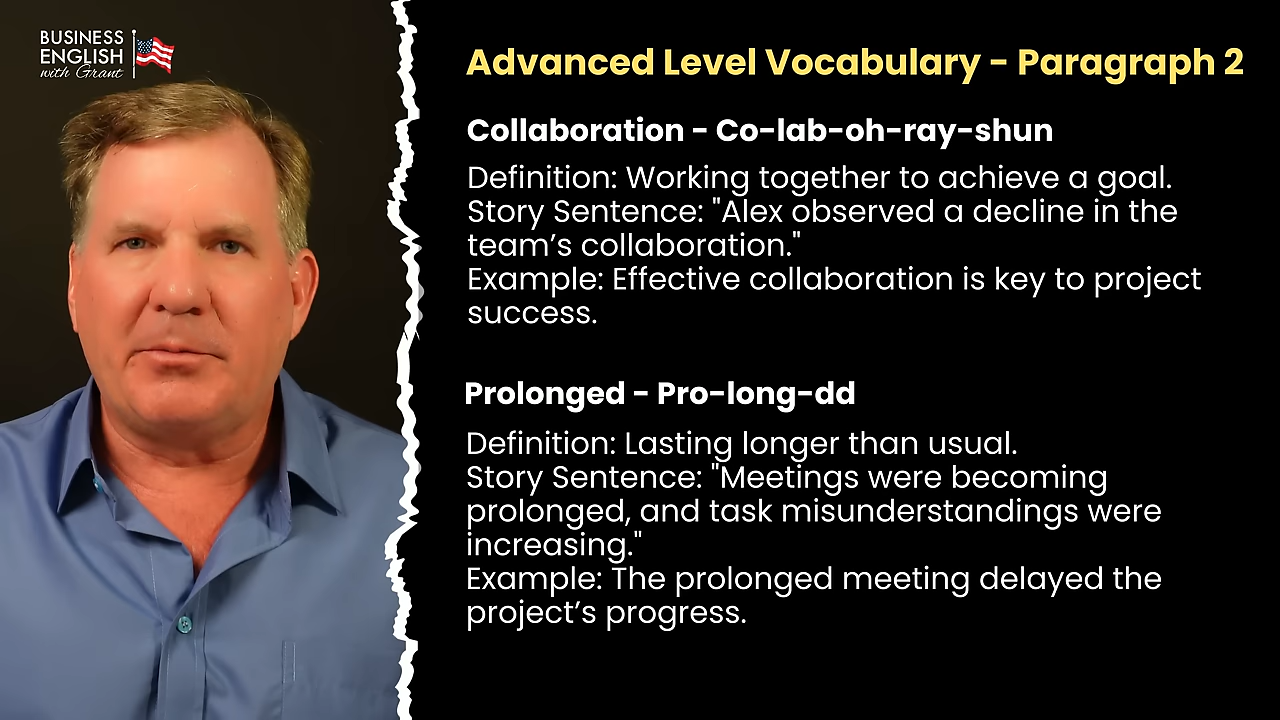 BUSINESS
ENGLISH
with Grant
Advanced Level Vocabulary - Paragraph 2
Collaboration - Co-lab-oh-ray-shun
Definition: Working together to achieve a goal.
Story Sentence: "Alex observed a decline in the
team’s collaboration."
Example: Effective collaboration is key to project
success.
Prolonged - Pro-long-dd
Definition: Lasting longer than usual.
Story Sentence: "Meetings were becoming
prolonged, and task misunderstandings were
increasing."
Example: The prolonged meeting delayed the
project’s progress.